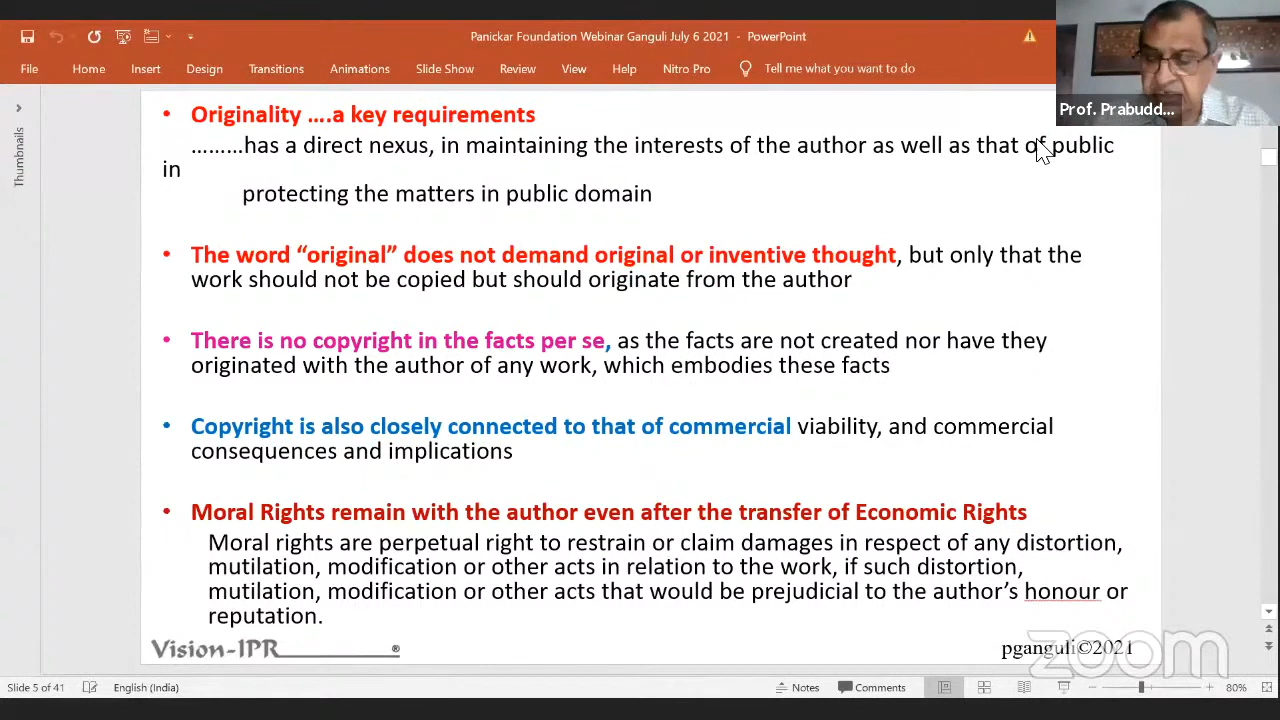 Panickar Foundation Webinar Ganguli July 6 2021 - PowerPoint
File Home Insert Design Transitions Animations Slide Show Review View Help Nitro Pro Tell me what you want to do
Prof. Prabudd...
Thumbnails
• Originality ....a key requirements
.........has a direct nexus, in maintaining the interests of the author as well as that of public
in
protecting the matters in public domain
• The word “original” does not demand original or inventive thought, but only that the
work should not be copied but should originate from the author
• There is no copyright in the facts per se, as the facts are not created nor have they
originated with the author of any work, which embodies these facts
• Copyright is also closely connected to that of commercial viability, and commercial
consequences and implications
• Moral Rights remain with the author even after the transfer of Economic Rights
Moral rights are perpetual right to restrain or claim damages in respect of any distortion,
mutilation, modification or other acts in relation to the work, if such distortion,
mutilation, modification or other acts that would be prejudicial to the author’s honour or
reputation.
Vision-IPR ®
pganguli©2021
zoom
Slide 5 of 41 English (India) Notes Comments 80%